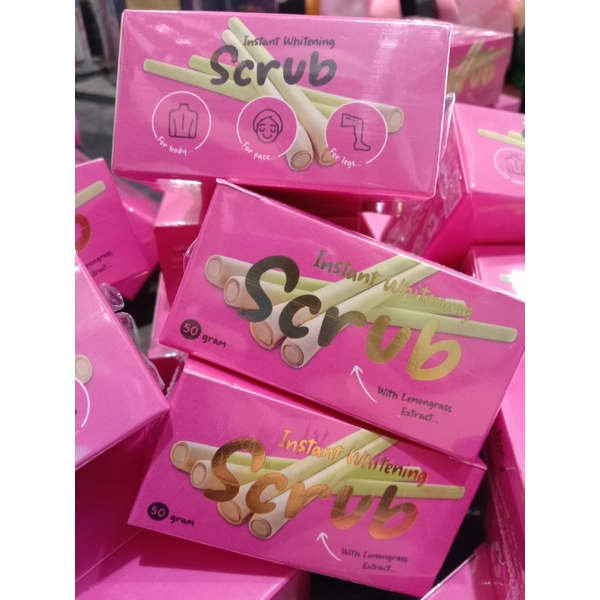 Instant Whitening
Scrub
For body...
For face...
For legs...
Instant Whitening
Scrub
50 gram
With Lemongrass
Extract...
Instant Whitening
Scrub
50 gram
With Lemongrass
Extract...